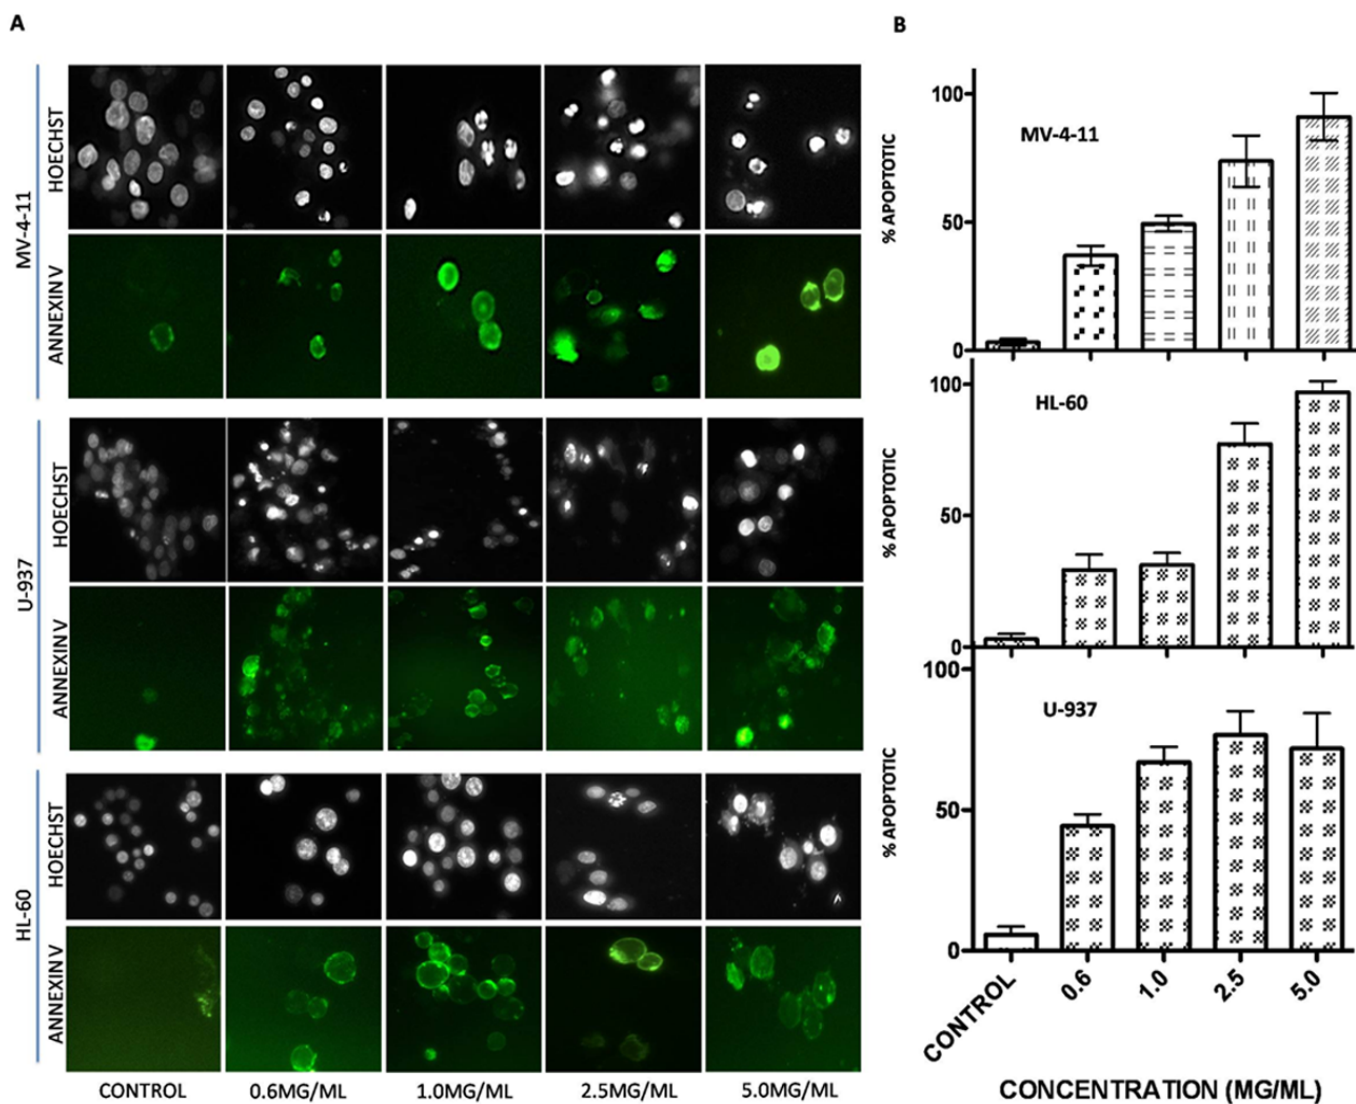 A
B
MV-4-11
HOECHST
ANNEXIN V
U-937
HOECHST
ANNEXIN V
HL-60
HOECHST
ANNEXIN V
CONTROL 0.6MG/ML 1.0MG/ML 2.5MG/ML 5.0MG/ML
MV-4-11
% APOPTOTIC
100
50
0
HL-60
% APOPTOTIC
100
50
0
U-937
% APOPTOTIC
100
50
0
CONTROL 0.6 1.0 2.5 5.0
CONCENTRATION (MG/ML)